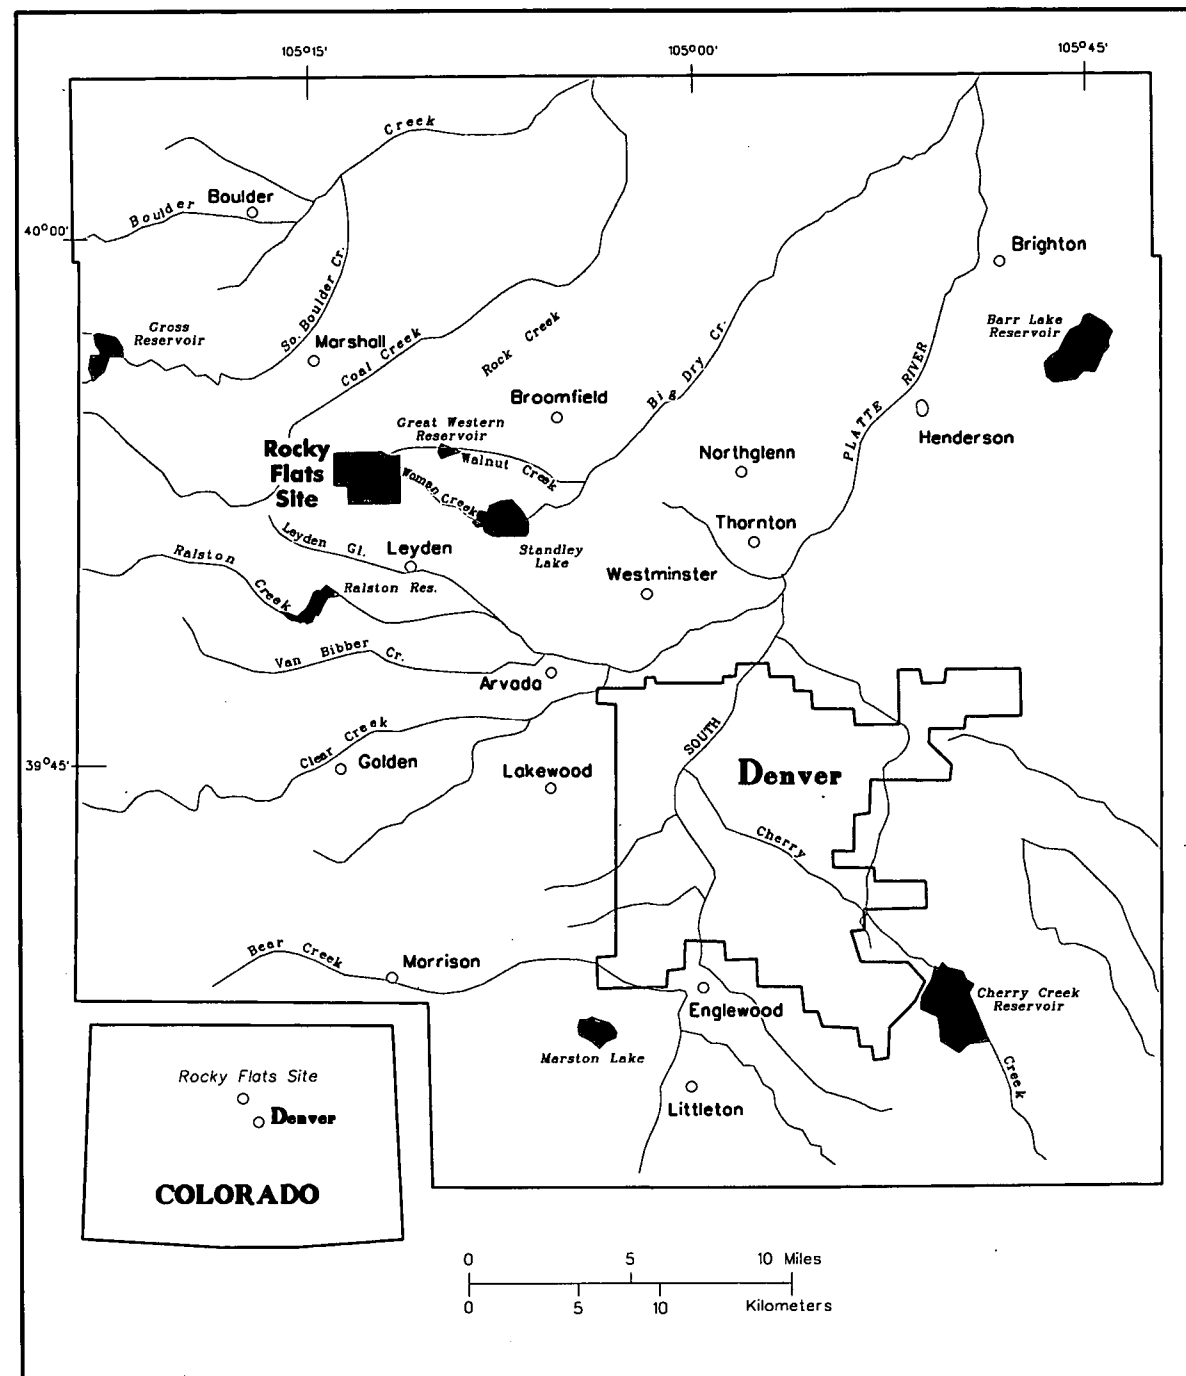 105°15'
105°00'
105°45'
Creek
Boulder
Boulder
40°00'
Brighton
So. Boulder Cr.
Gross
Reservoir
Marshall
Coal Creek
Rock Creek
Barr Lake
Reservoir
Big Dry Cr.
PLATTE RIVER
Broomfield
Great Western
Reservoir
Henderson
Rocky
Flats
Site
Walnut Creek
Woman Creek
Northglenn
Thornton
Standley
Lake
Leyden Gl.
Leyden
Ralston
Creek
Ralston Res.
Westminster
Van Bibber Cr.
Arvada
Clear Creek
SOUTH
39°45'
Golden
Lakewood
Denver
Cherry
Bear Creek
Morrison
Cherry Creek
Reservoir
Englewood
Marston Lake
Creek
Littleton
Rocky Flats Site
Denver
COLORADO
0 5 10 Miles
0 5 10 Kilometers